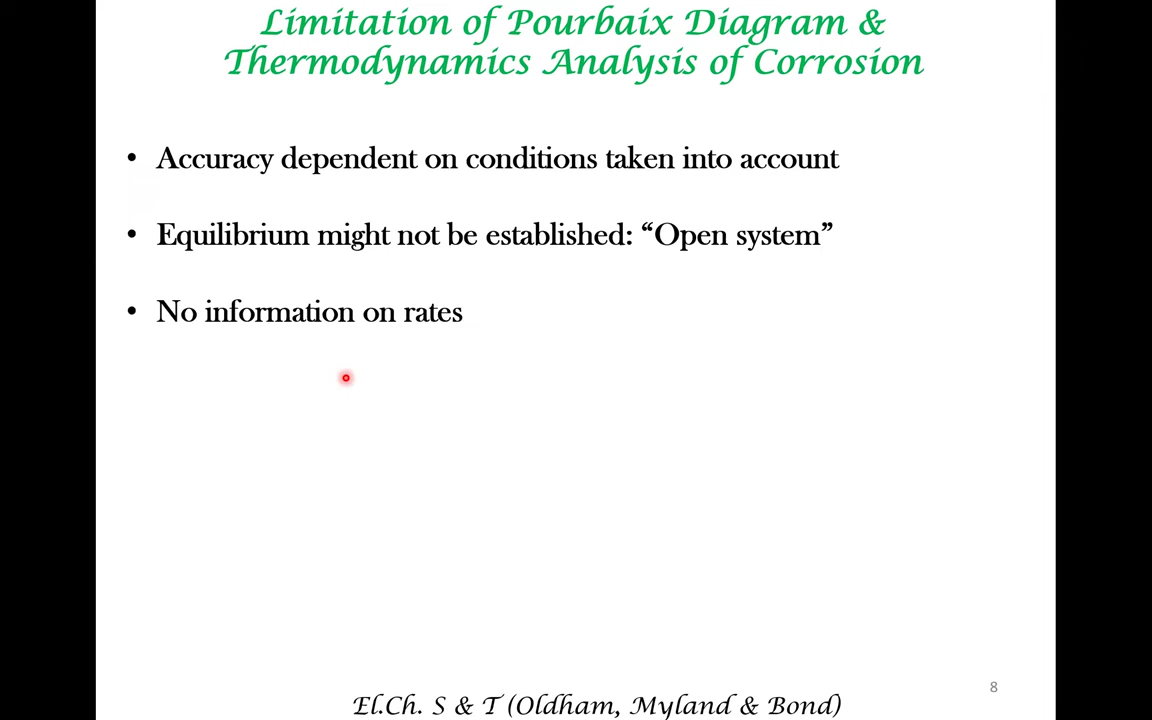 Limitation of Pourbaix Diagram &
Thermodynamics Analysis of Corrosion
• Accuracy dependent on conditions taken into account
• Equilibrium might not be established: “Open system”
• No information on rates
8
El.Ch. S & T (Oldham, Myland & Bond)